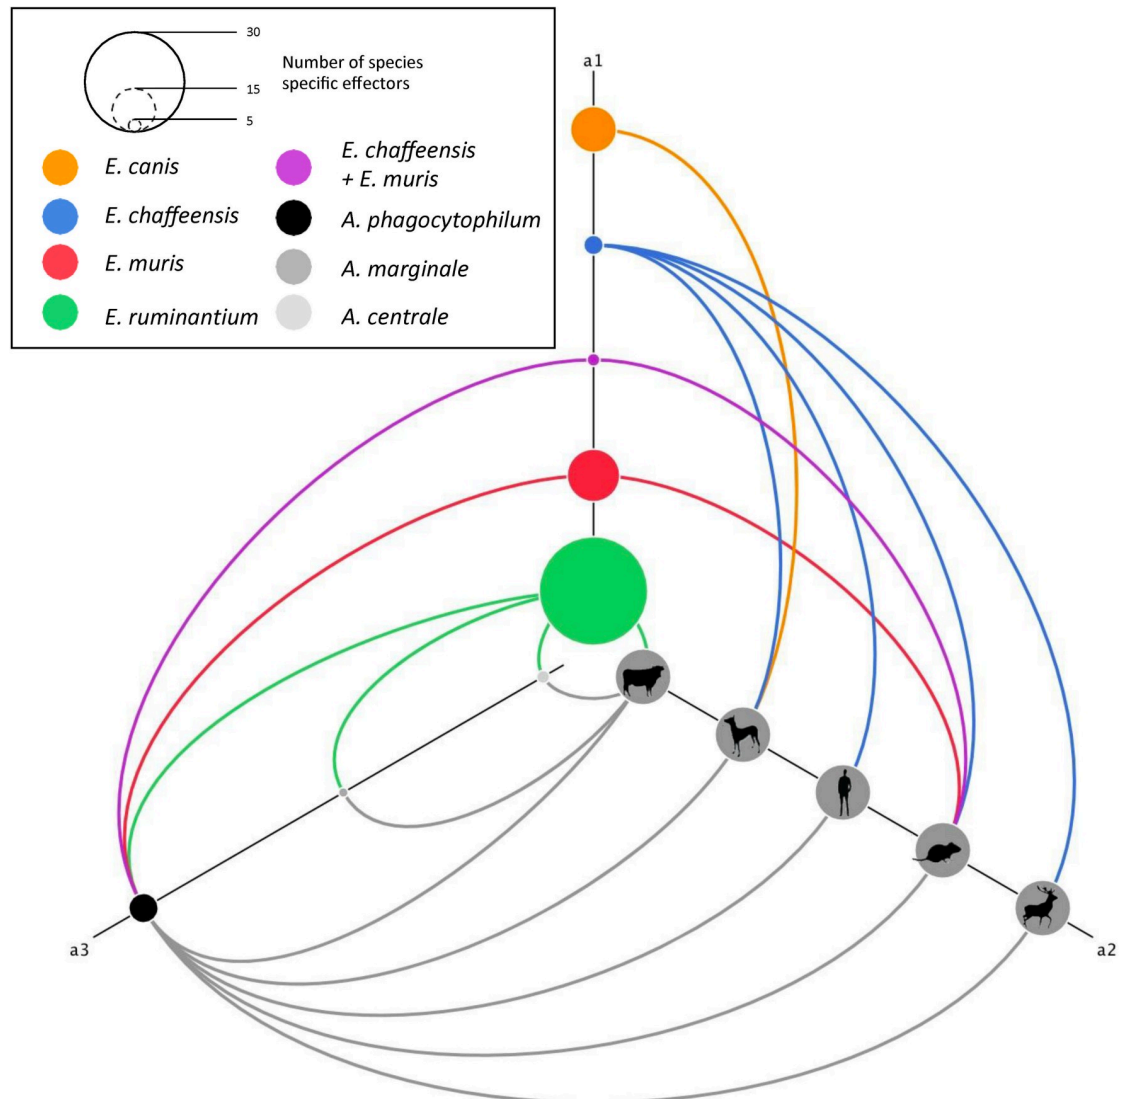 30
Number of species
specific effectors
15
5
E. canis
E. chaffeensis
E. muris
E. ruminantium
E. chaffeensis
+ E. muris
A. phagocytophilum
A. marginale
A. centrale
a1
a3
a2